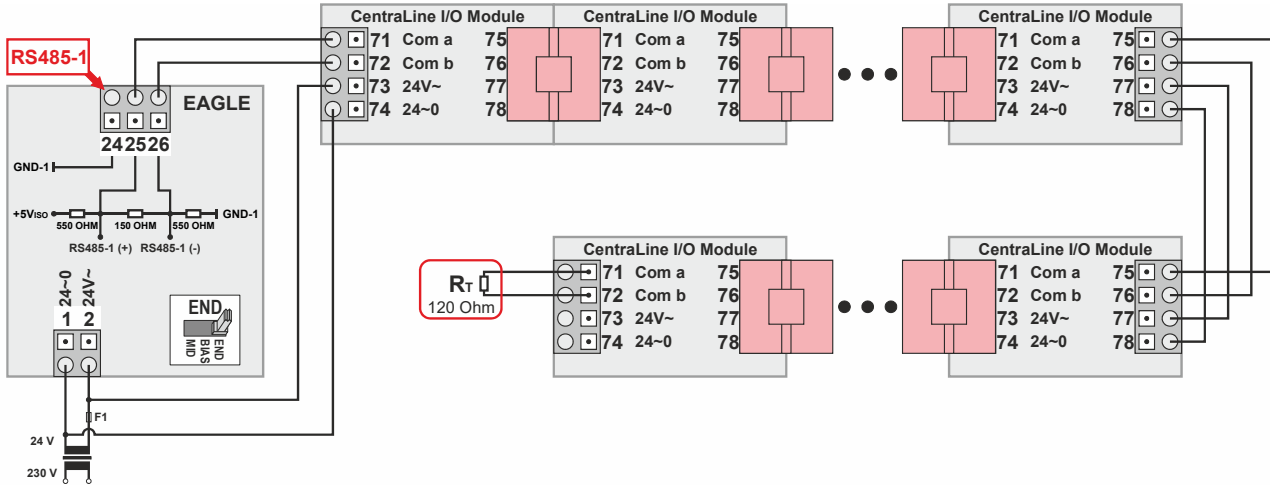 CentraLine I/O Module
CentraLine I/O Module
CentraLine I/O Module
71 Com a 75
72 Com b 76
73 24V~ 77
74 24~0 78
71 Com a 75
72 Com b 76
73 24V~ 77
74 24~0 78
71 Com a 75
72 Com b 76
73 24V~ 77
74 24~0 78
RS485-1
EAGLE
24 25 26
GND-1
+5VISO
550 OHM
150 OHM
550 OHM
GND-1
RS485-1 (+)
RS485-1 (-)
24~0
24V~
1 2
END
MID
BIAS
END
F1
24 V
230 V
RT
120 Ohm
CentraLine I/O Module
CentraLine I/O Module
71 Com a 75
72 Com b 76
73 24V~ 77
74 24~0 78
71 Com a 75
72 Com b 76
73 24V~ 77
74 24~0 78